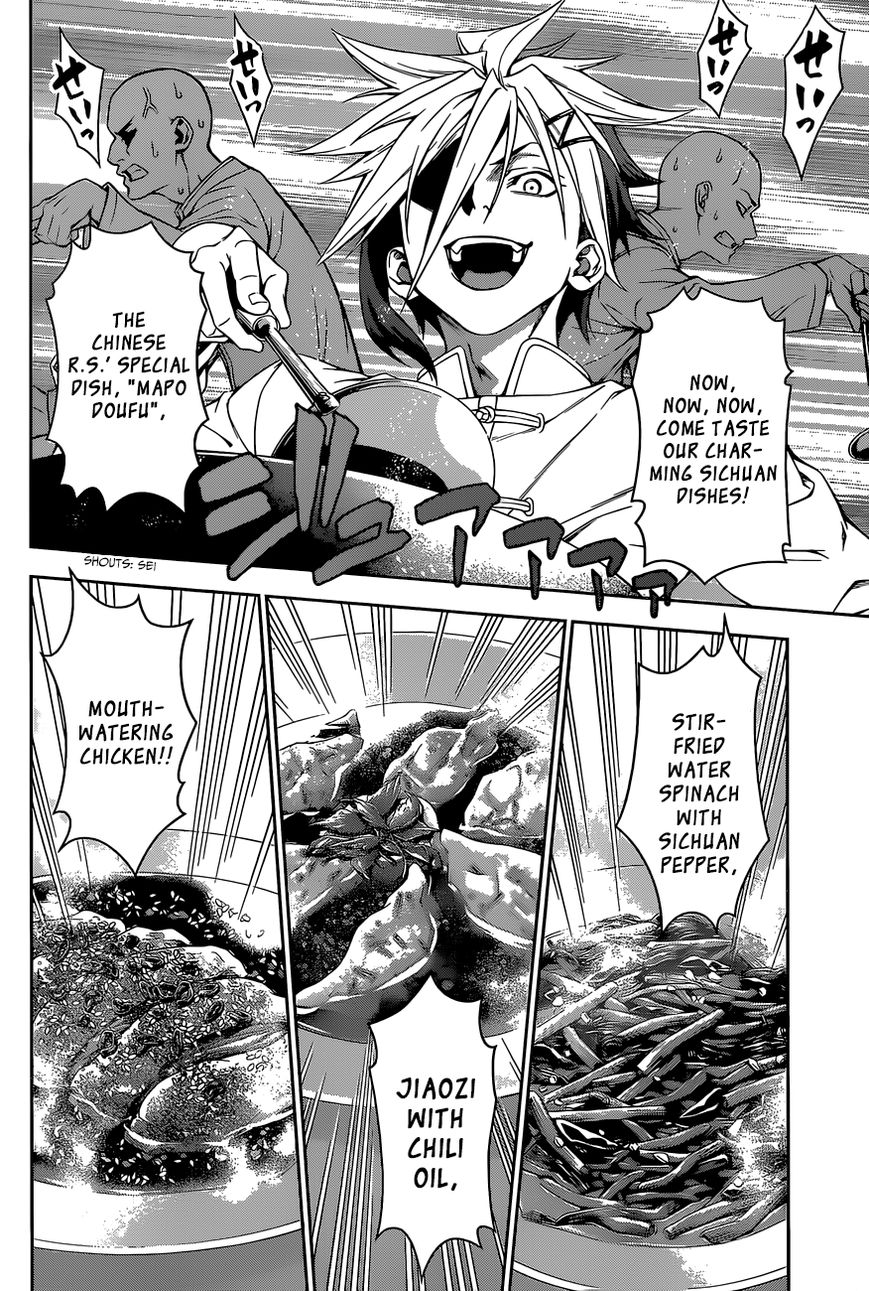 せいっ
せいっ
せいっ
せいっ
NOW,
NOW, NOW,
COME TASTE
OUR CHAR-
MING SICHUAN
DISHES!
THE
CHINESE
R.S.' SPECIAL
DISH, "MAPO
DOUFU",
SHOUTS: SEI
STIR-
FRIED
WATER
SPINACH
WITH
SICHUAN
PEPPER,
JIAOZI
WITH
CHILI
OIL,
MOUTH-
WATERING
CHICKEN!!